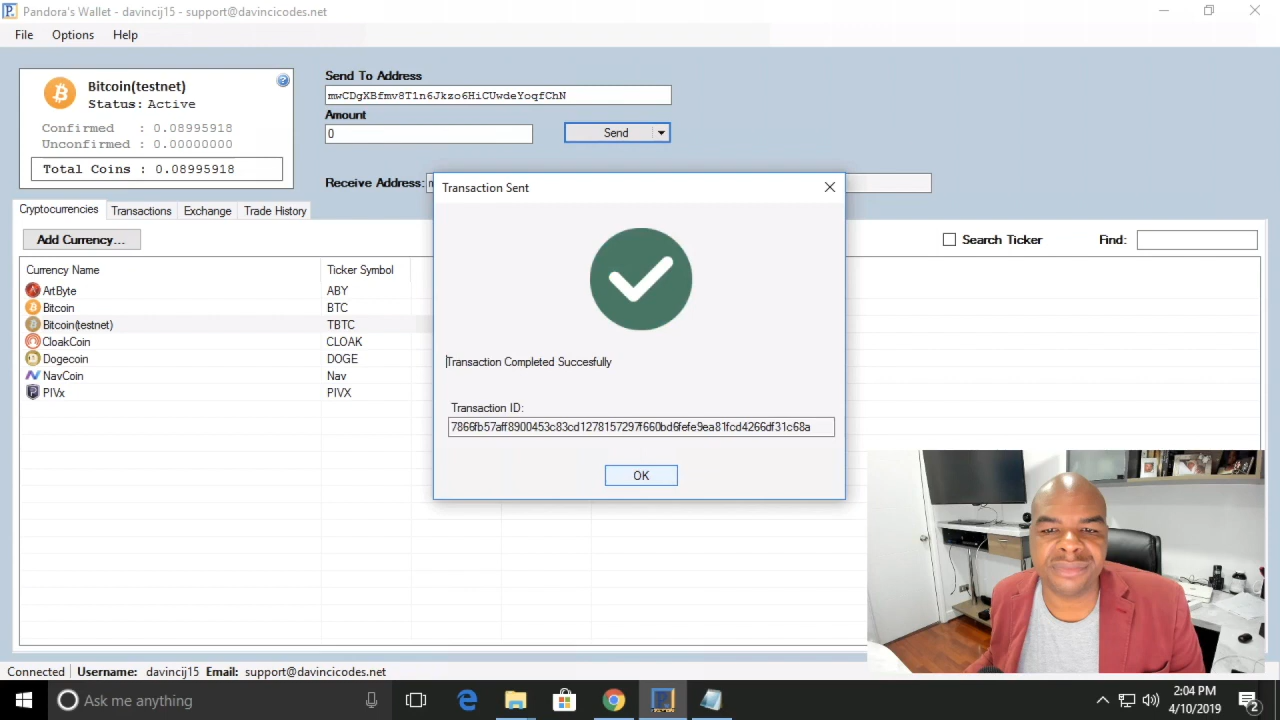 Pandora's Wallet - davincij15 - support@davincicodes.net
File Options Help
Bitcoin(testnet)
Status: Active
Confirmed : 0.08995918
Unconfirmed : 0.00000000
Total Coins : 0.08995918
Send To Address
mwCDgXBfmv8T1n6Jkzo6HiCUwdeYoqfChN
Amount
0
Send
Receive Address:
Transaction Sent
Cryptocurrencies Transactions Exchange Trade History
Add Currency...
Search Ticker
Find:
Currency Name Ticker Symbol
ArtByte ABY
Bitcoin BTC
Bitcoin(testnet) TBTC
CloakCoin CLOAK
Dogecoin DOGE
NavCoin Nav
PIVx PIVX
Transaction Completed Succesfully
Transaction ID:
7866fb57aff8900453c83cd1278157297f660bd6fefe9ea81fcd4266df31c68a
OK
Connected Username: davincij15 Email: support@davincicodes.net
Ask me anything
2:04 PM
4/10/2019
2